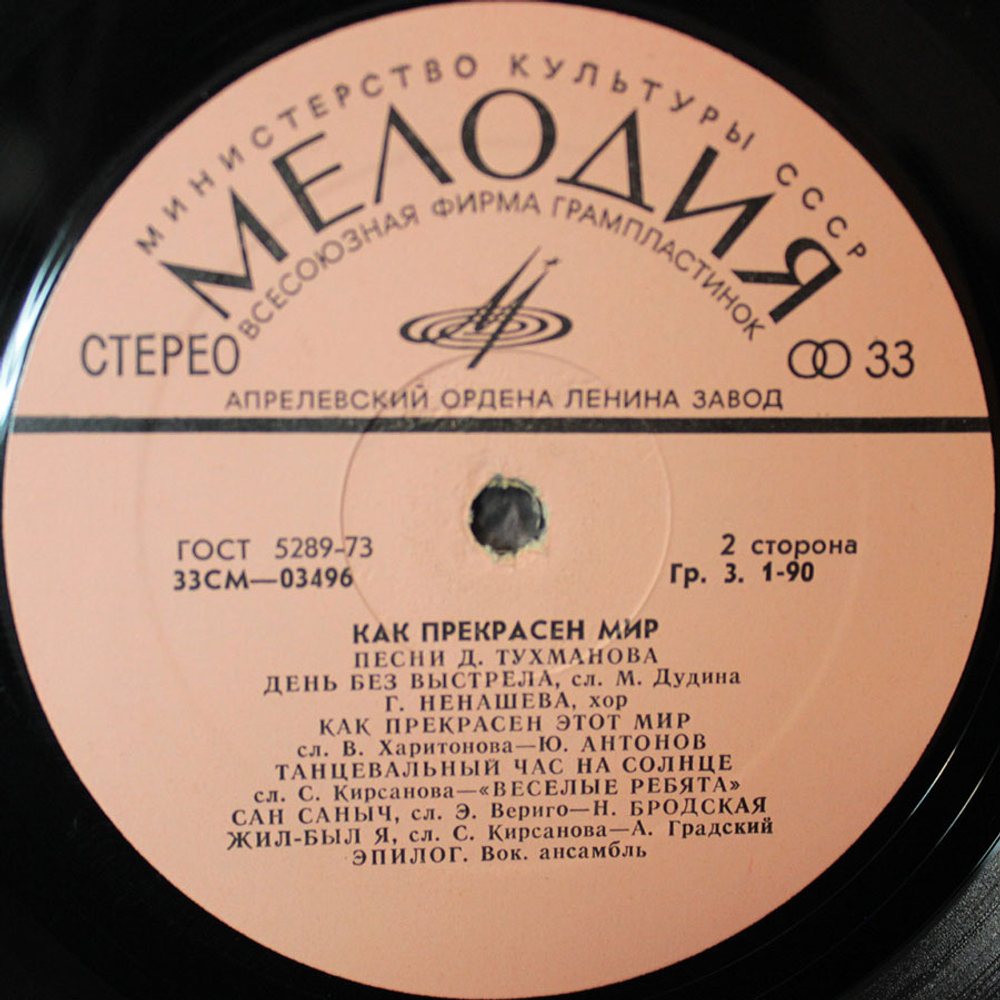 МИНИСТЕРСТВО КУЛЬТУРЫ СССР
МЕЛОДИЯ
ВСЕСОЮЗНАЯ ФИРМА ГРАМПЛАСТИНОК
СТЕРЕО
33
АПРЕЛЕВСКИЙ ОРДЕНА ЛЕНИНА ЗАВОД
ГОСТ 5289-73
2 сторона
33СМ—03496
Гр. 3. 1-90
КАК ПРЕКРАСЕН МИР
ПЕСНИ Д. ТУХМАНОВА
ДЕНЬ БЕЗ ВЫСТРЕЛА, сл. М. Дудина
Г. НЕНАШЕВА, хор
КАК ПРЕКРАСЕН ЭТОТ МИР
сл. В. Харитонова—Ю. АНТОНОВ
ТАНЦЕВАЛЬНЫЙ ЧАС НА СОЛНЦЕ
сл. С. Кирсанова—«ВЕСЕЛЫЕ РЕБЯТА»
САН САНЫЧ, сл. Э. Вериго—Н. БРОДСКАЯ
ЖИЛ-БЫЛ Я, сл. С. Кирсанова—А. Градский
ЭПИЛОГ. Вок. ансамбль